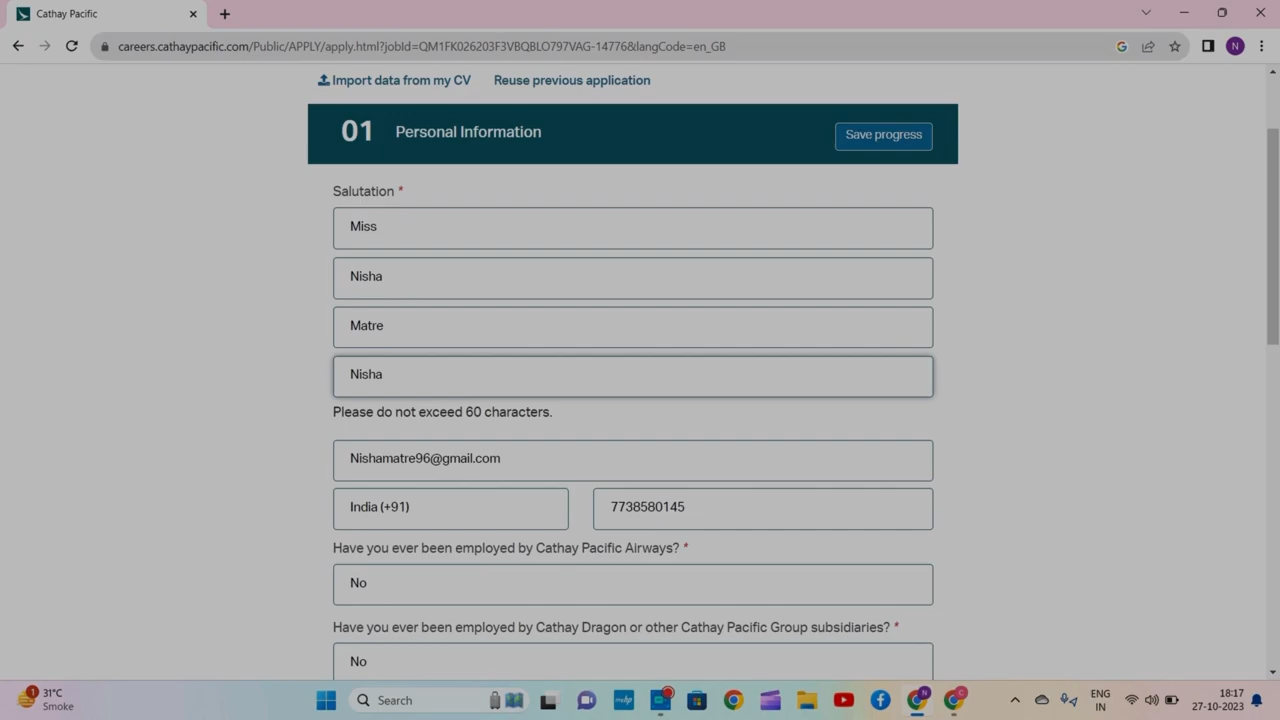 Cathay Pacific
careers.cathaypacific.com/Public/APPLY/apply.html?jobId=QM1FK026203F3VBQBLO797VAG-14776&langCode=en_GB
N
Import data from my CV Reuse previous application
01 Personal Information Save progress
Salutation *
Miss
Nisha
Matre
Nisha
Please do not exceed 60 characters.
Nishamatre96@gmail.com
India (+91) 7738580145
Have you ever been employed by Cathay Pacific Airways? *
No
Have you ever been employed by Cathay Dragon or other Cathay Pacific Group subsidiaries? *
No
1 31°C
Smoke
Search
ENG
IN
18:17
27-10-2023